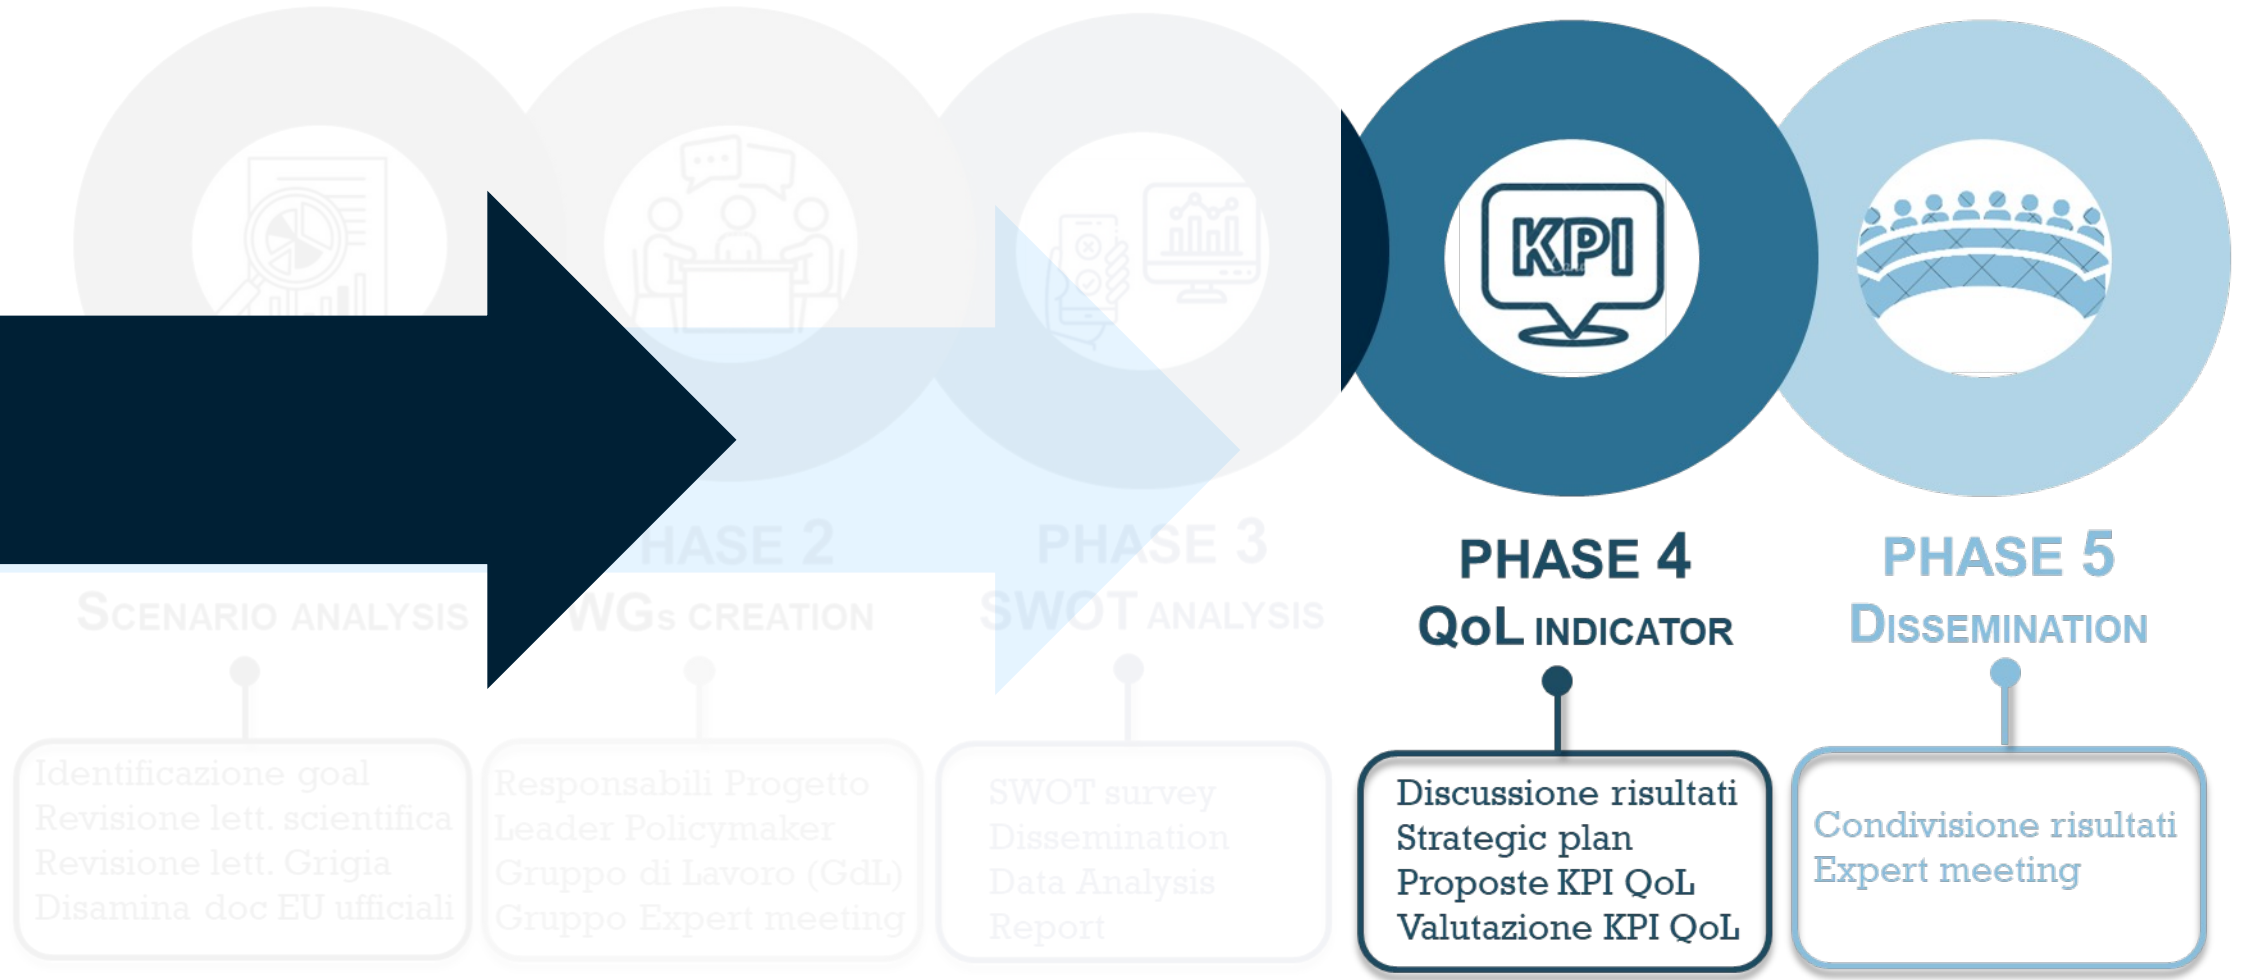 KPI
HASE 2
PHASE 3
PHASE 4
PHASE 5
SCENARIO ANALYSIS
WGs CREATION
SWOT ANALYSIS
QoL INDICATOR
DISSEMINATION
Identificazione goal
Revisione lett. scientifica
Revisione lett. Grigia
Disamina doc EU ufficiali
Responsabili Progetto
Leader Policymaker
Gruppo di Lavoro (GdL)
Gruppo Expert meeting
SWOT survey
Dissemination
Data Analysis
Report
Discussione risultati
Strategic plan
Proposte KPI QoL
Valutazione KPI QoL
Condivisione risultati
Expert meeting